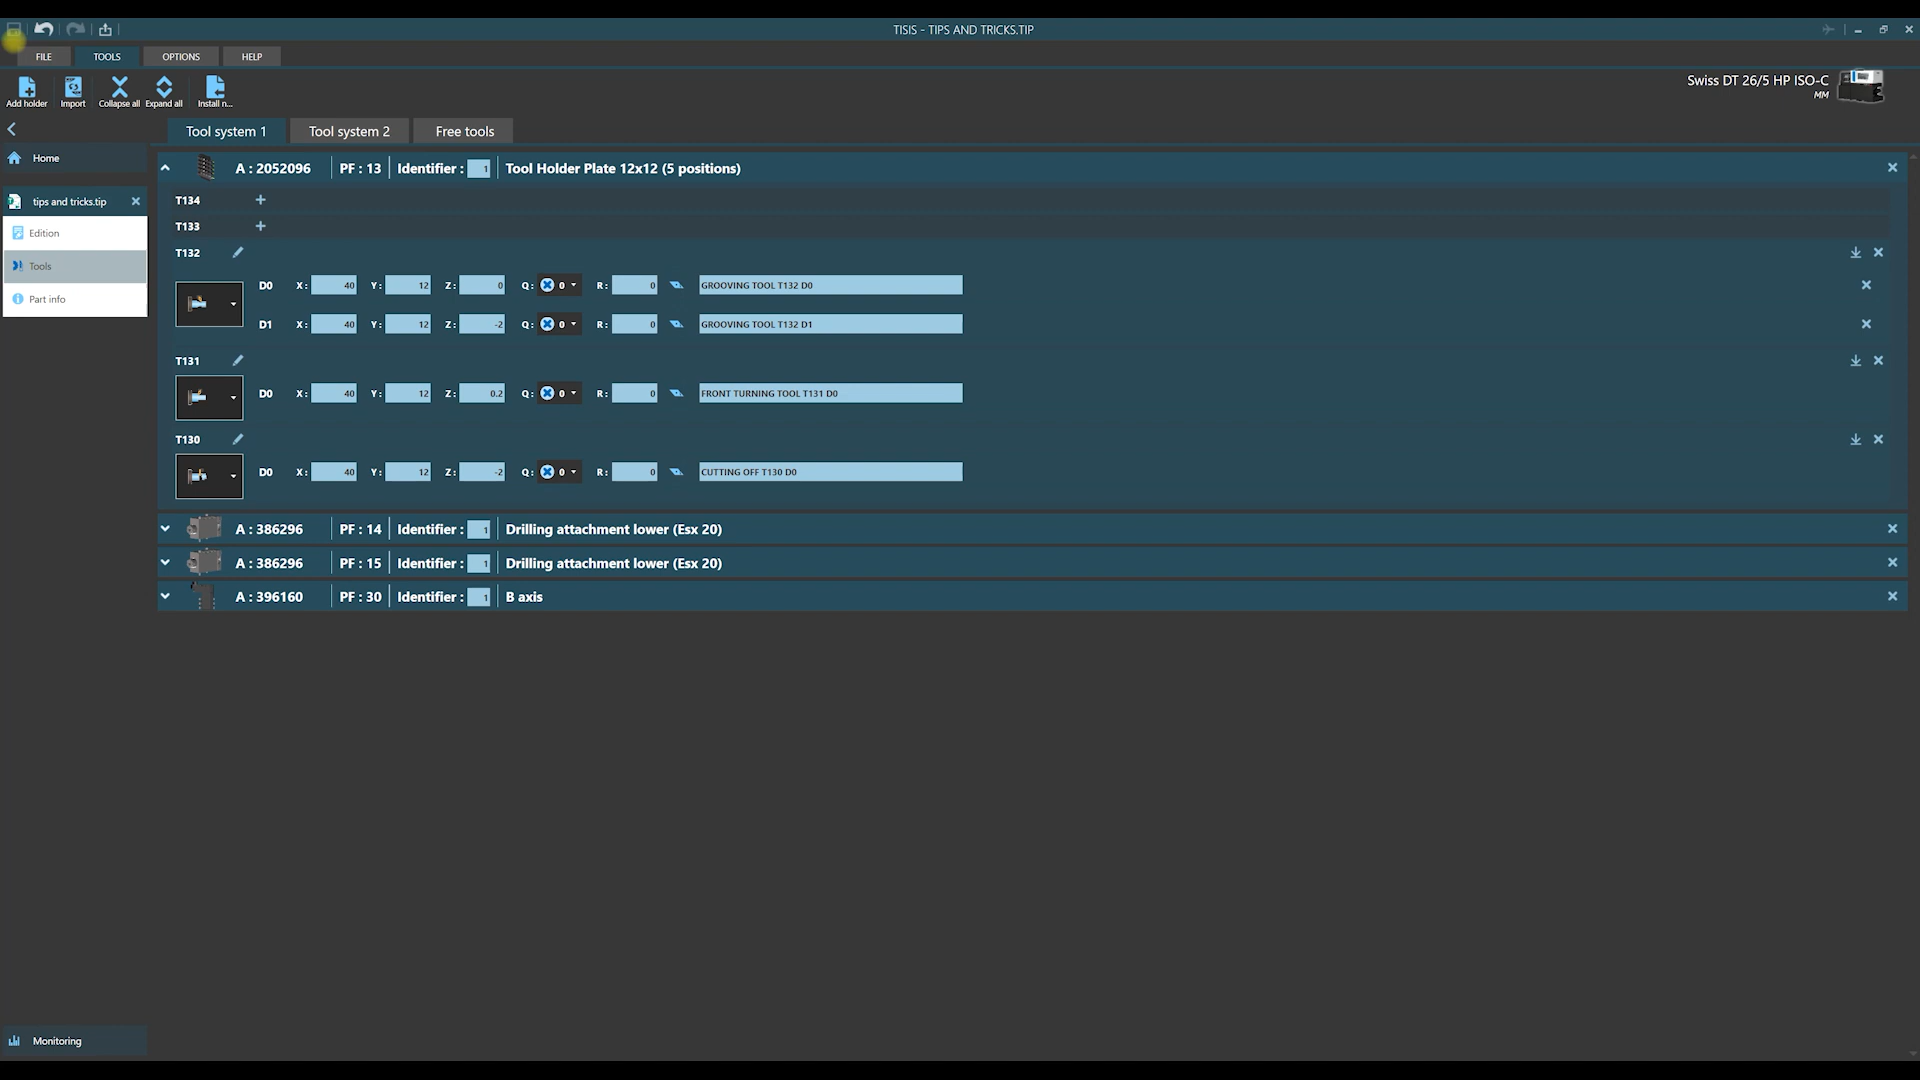 TISIS - TIPS AND TRICKS.TIP
FILE TOOLS OPTIONS HELP
Add holder Import Collapse all Expand all Install n...
Swiss DT 26/5 HP ISO-C
MM
Tool system 1 Tool system 2 Free tools
Home
tips and tricks.tip
Edition
Tools
Part info
A : 2052096 PF : 13 Identifier : 1 Tool Holder Plate 12x12 (5 positions)
T134 +
T133 +
T132
D0 X : 40 Y : 12 Z : 0 Q : 0 R : 0 GROOVING TOOL T132 D0
D1 X : 40 Y : 12 Z : -2 Q : 0 R : 0 GROOVING TOOL T132 D1
T131
D0 X : 40 Y : 12 Z : 0.2 Q : 0 R : 0 FRONT TURNING TOOL T131 D0
T130
D0 X : 40 Y : 12 Z : -2 Q : 0 R : 0 CUTTING OFF T130 D0
A : 386296 PF : 14 Identifier : 1 Drilling attachment lower (Esx 20)
A : 386296 PF : 15 Identifier : 1 Drilling attachment lower (Esx 20)
A : 396160 PF : 30 Identifier : 1 B axis
Monitoring